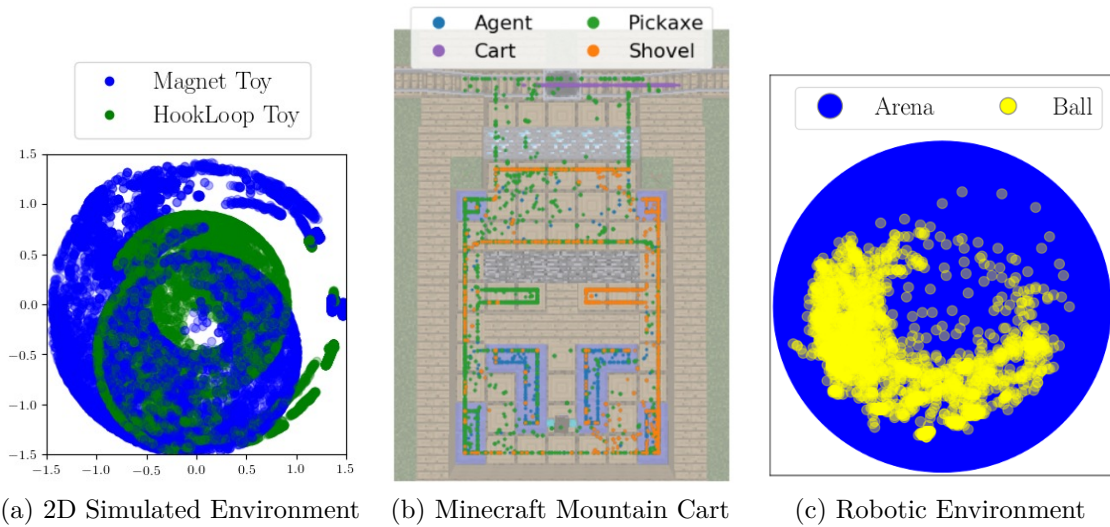 Magnet Toy
HookLoop Toy
1.5
1.0
0.5
0.0
−0.5
−1.0
−1.5
−1.5 −1.0 −0.5 0.0 0.5 1.0 1.5
(a) 2D Simulated Environment
Agent Pickaxe
Cart Shovel
(b) Minecraft Mountain Cart
Arena Ball
(c) Robotic Environment